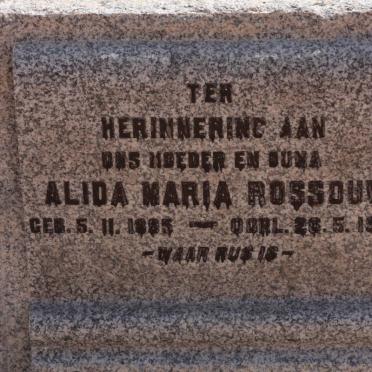 TER
HERINNERING AAN
ONS MOEDER EN OUMA
ALIDA MARIA ROSSOUW
GEB. 5. 11. 1885 — OORL. 26. 5. 19
- WAAR RUS IS -